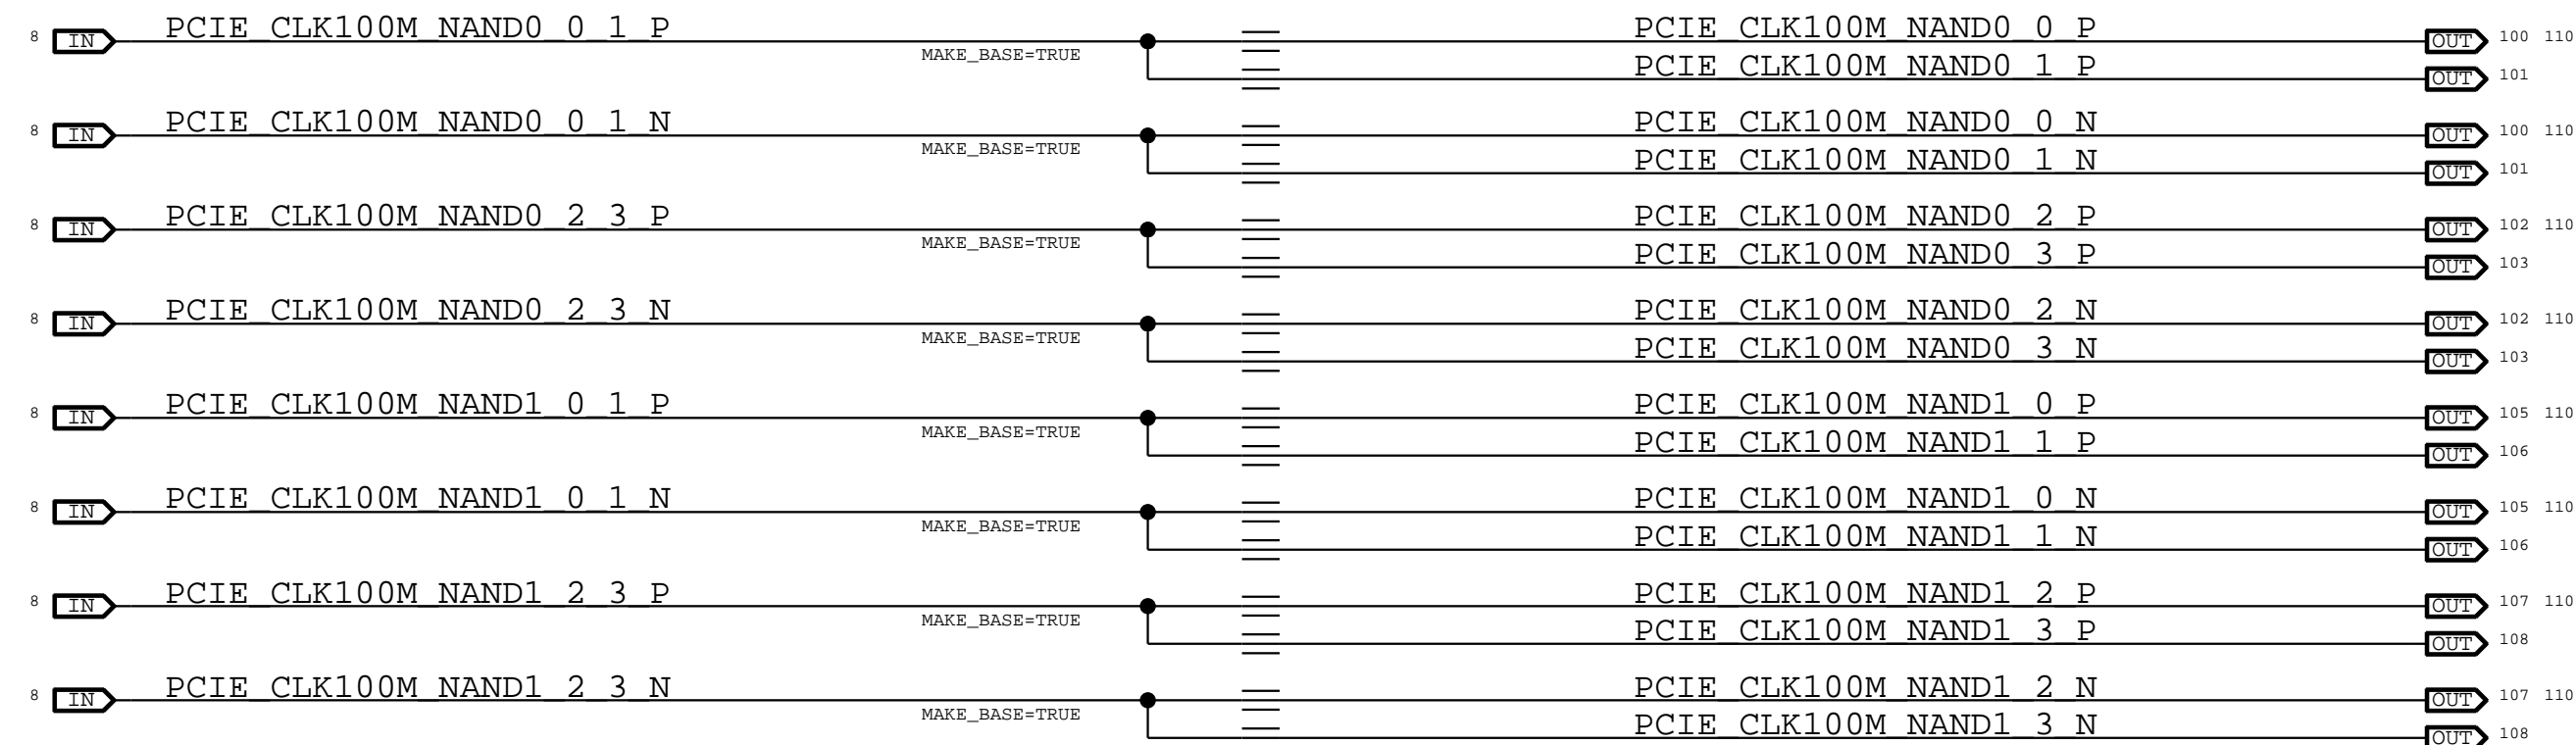 8 IN PCIE_CLK100M_NAND0_0_1_P MAKE_BASE=TRUE PCIE_CLK100M_NAND0_0_P OUT 100 110
PCIE_CLK100M_NAND0_1_P OUT 101
8 IN PCIE_CLK100M_NAND0_0_1_N MAKE_BASE=TRUE PCIE_CLK100M_NAND0_0_N OUT 100 110
PCIE_CLK100M_NAND0_1_N OUT 101
8 IN PCIE_CLK100M_NAND0_2_3_P MAKE_BASE=TRUE PCIE_CLK100M_NAND0_2_P OUT 102 110
PCIE_CLK100M_NAND0_3_P OUT 103
8 IN PCIE_CLK100M_NAND0_2_3_N MAKE_BASE=TRUE PCIE_CLK100M_NAND0_2_N OUT 102 110
PCIE_CLK100M_NAND0_3_N OUT 103
8 IN PCIE_CLK100M_NAND1_0_1_P MAKE_BASE=TRUE PCIE_CLK100M_NAND1_0_P OUT 105 110
PCIE_CLK100M_NAND1_1_P OUT 106
8 IN PCIE_CLK100M_NAND1_0_1_N MAKE_BASE=TRUE PCIE_CLK100M_NAND1_0_N OUT 105 110
PCIE_CLK100M_NAND1_1_N OUT 106
8 IN PCIE_CLK100M_NAND1_2_3_P MAKE_BASE=TRUE PCIE_CLK100M_NAND1_2_P OUT 107 110
PCIE_CLK100M_NAND1_3_P OUT 108
8 IN PCIE_CLK100M_NAND1_2_3_N MAKE_BASE=TRUE PCIE_CLK100M_NAND1_2_N OUT 107 110
PCIE_CLK100M_NAND1_3_N OUT 108